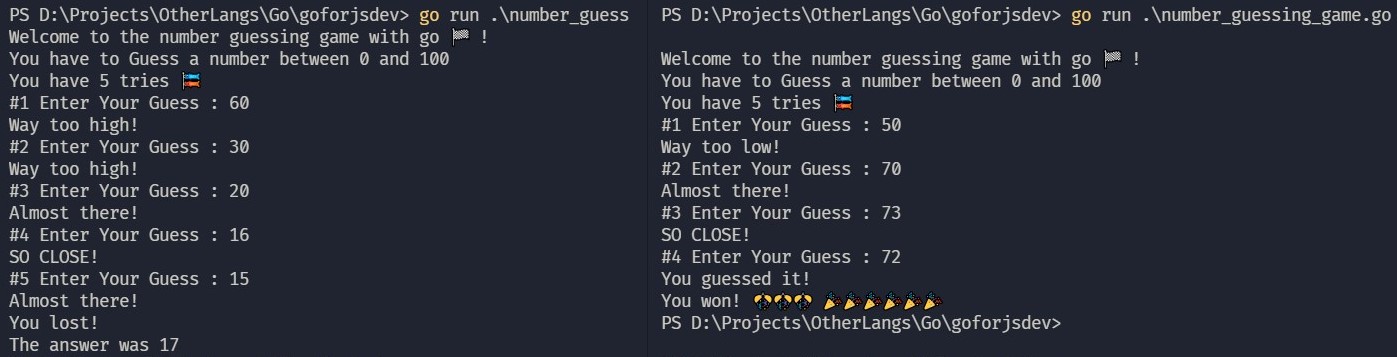 PS D:\Projects\OtherLangs\Go\goforjsdev> go run .\number_guess
Welcome to the number guessing game with go 🏁 !
You have to Guess a number between 0 and 100
You have 5 tries 🎏
#1 Enter Your Guess : 60
Way too high!
#2 Enter Your Guess : 30
Way too high!
#3 Enter Your Guess : 20
Almost there!
#4 Enter Your Guess : 16
SO CLOSE!
#5 Enter Your Guess : 15
Almost there!
You lost!
The answer was 17
PS D:\Projects\OtherLangs\Go\goforjsdev> go run .\number_guessing_game.go
Welcome to the number guessing game with go 🏁 !
You have to Guess a number between 0 and 100
You have 5 tries 🎏
#1 Enter Your Guess : 50
Way too low!
#2 Enter Your Guess : 70
Almost there!
#3 Enter Your Guess : 73
SO CLOSE!
#4 Enter Your Guess : 72
You guessed it!
You won! 🎉🎉🎉🎉🎉🎉
PS D:\Projects\OtherLangs\Go\goforjsdev>